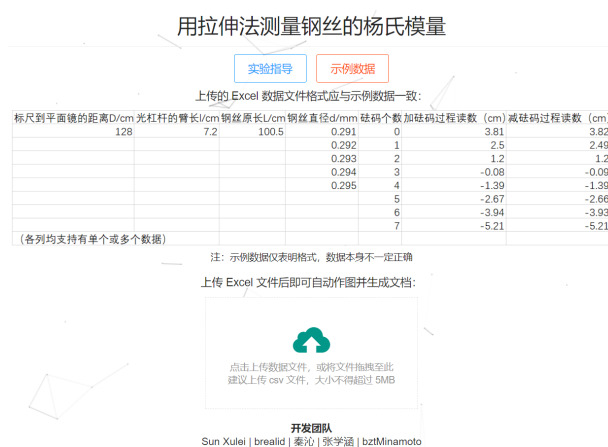 用拉伸法测量钢丝的杨氏模量
实验指导 示例数据
上传的 Excel 数据文件格式应与示例数据一致：
标尺到平面镜的距离D/cm 光杠杆的臂长l/cm 钢丝原长L/cm 钢丝直径d/mm 砝码个数 加砝码过程读数（cm） 减砝码过程读数（cm）
128 7.2 100.5 0.291 0 3.81 3.82
0.292 1 2.5 2.49
0.293 2 1.2 1.2
0.294 3 -0.08 -0.09
0.295 4 -1.39 -1.39
5 -2.67 -2.66
6 -3.94 -3.93
7 -5.21 -5.21
（各列均支持有单个或多个数据）
注：示例数据仅表明格式，数据本身不一定正确
上传 Excel 文件后即可自动作图并生成文档：
点击上传数据文件，或将文件拖拽至此
建议上传 csv 文件，大小不得超过 5MB
开发团队
Sun Xulei | brealid | 秦沁 | 张学涵 | bztMinamoto